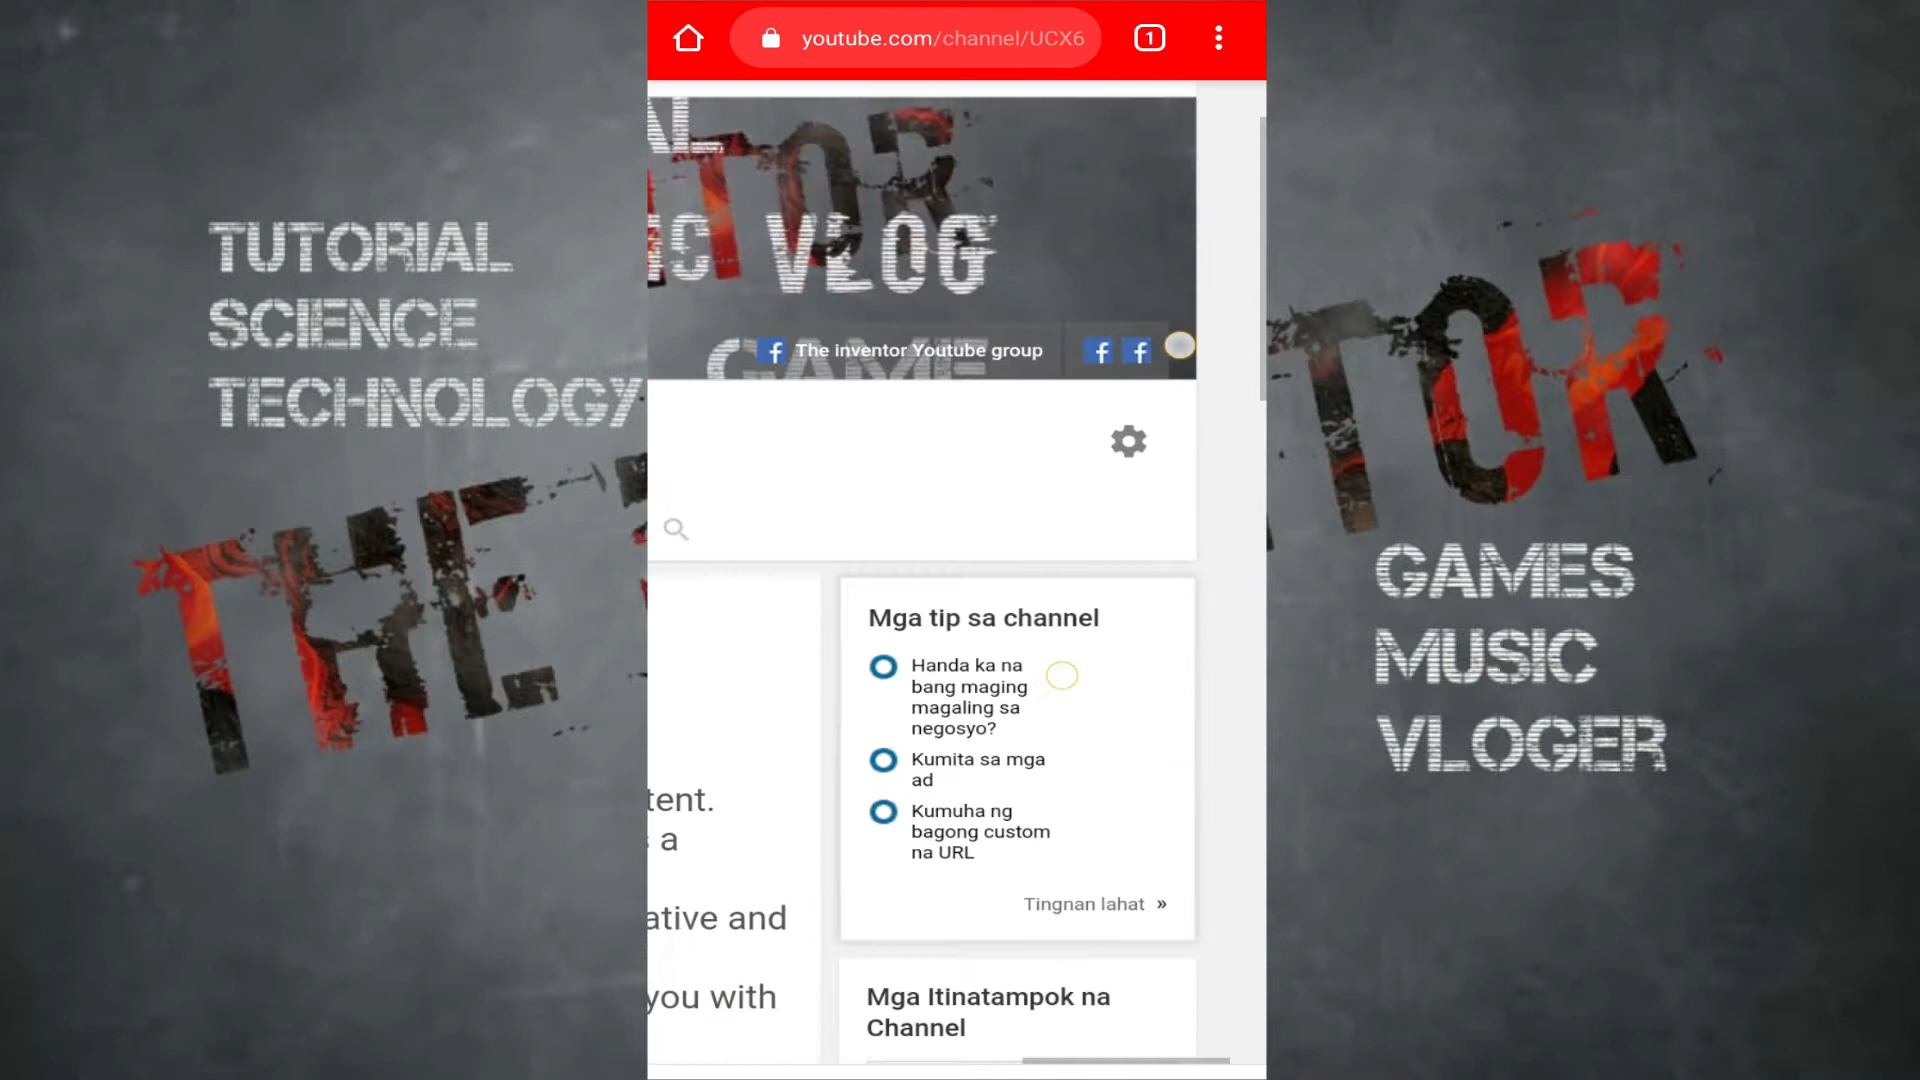 youtube.com/channel/UCX6
1
VLOG
GAME
The inventor Youtube group
Mga tip sa channel
Handa ka na
bang maging
magaling sa
negosyo?
Kumita sa mga
ad
Kumuha ng
bagong custom
na URL
Tingnan lahat »
tent.
a
ative and
you with
Mga Itinatampok na
Channel
TUTORIAL
SCIENCE
TECHNOLOGY
THE
TOR
GAMES
MUSIC
VLOGER